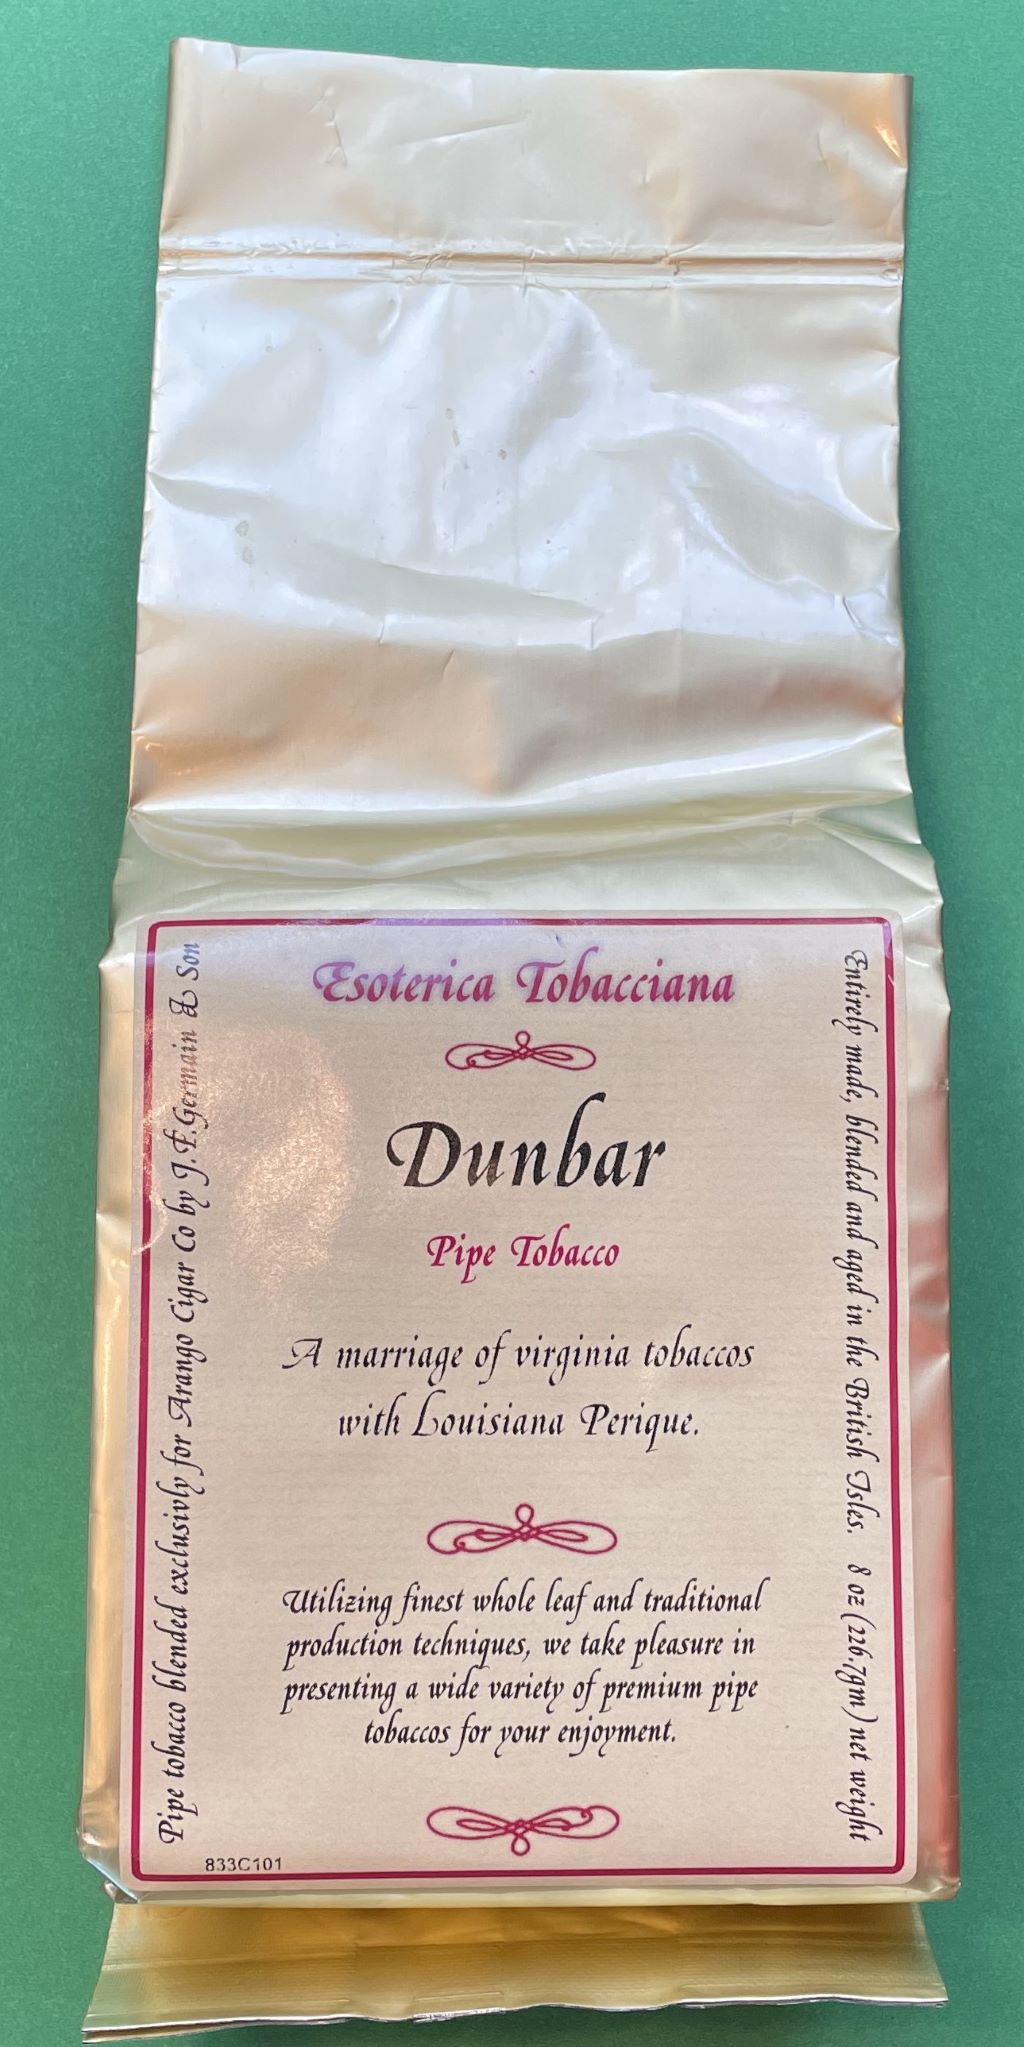 Esoterica Tobacciana
Dunbar
Pipe Tobacco
A marriage of virginia tobaccos
with Louisiana Perique.
Utilizing finest whole leaf and traditional
production techniques, we take pleasure in
presenting a wide variety of premium pipe
tobaccos for your enjoyment.
Pipe tobacco blended exclusivly for Arango Cigar Co by J.F.Germain & Son
Entirely made, blended and aged in the British Isles. 8 oz (226.7gm) net weight
833C101